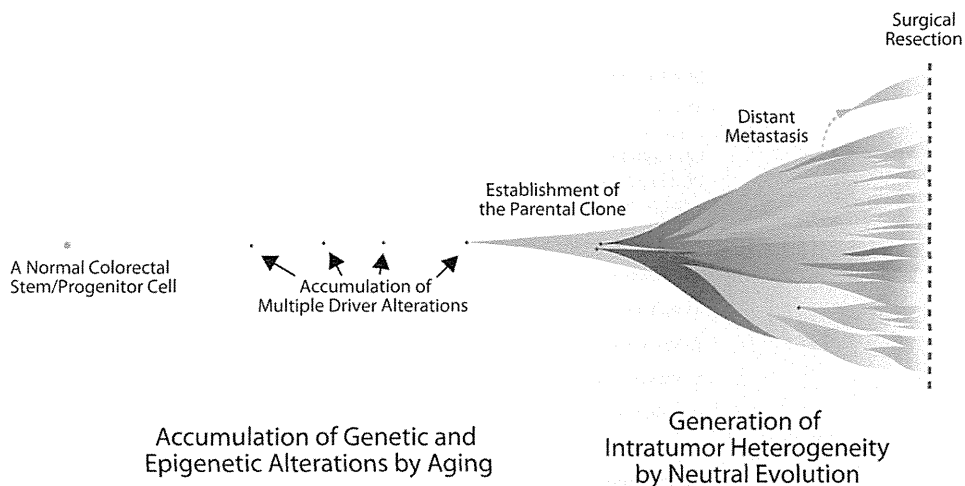 Surgical
Resection
Distant
Metastasis
Establishment of
the Parental Clone
A Normal Colorectal
Stem/Progenitor Cell
Accumulation of
Multiple Driver Alterations
Accumulation of Genetic and
Epigenetic Alterations by Aging
Generation of
Intratumor Heterogeneity
by Neutral Evolution